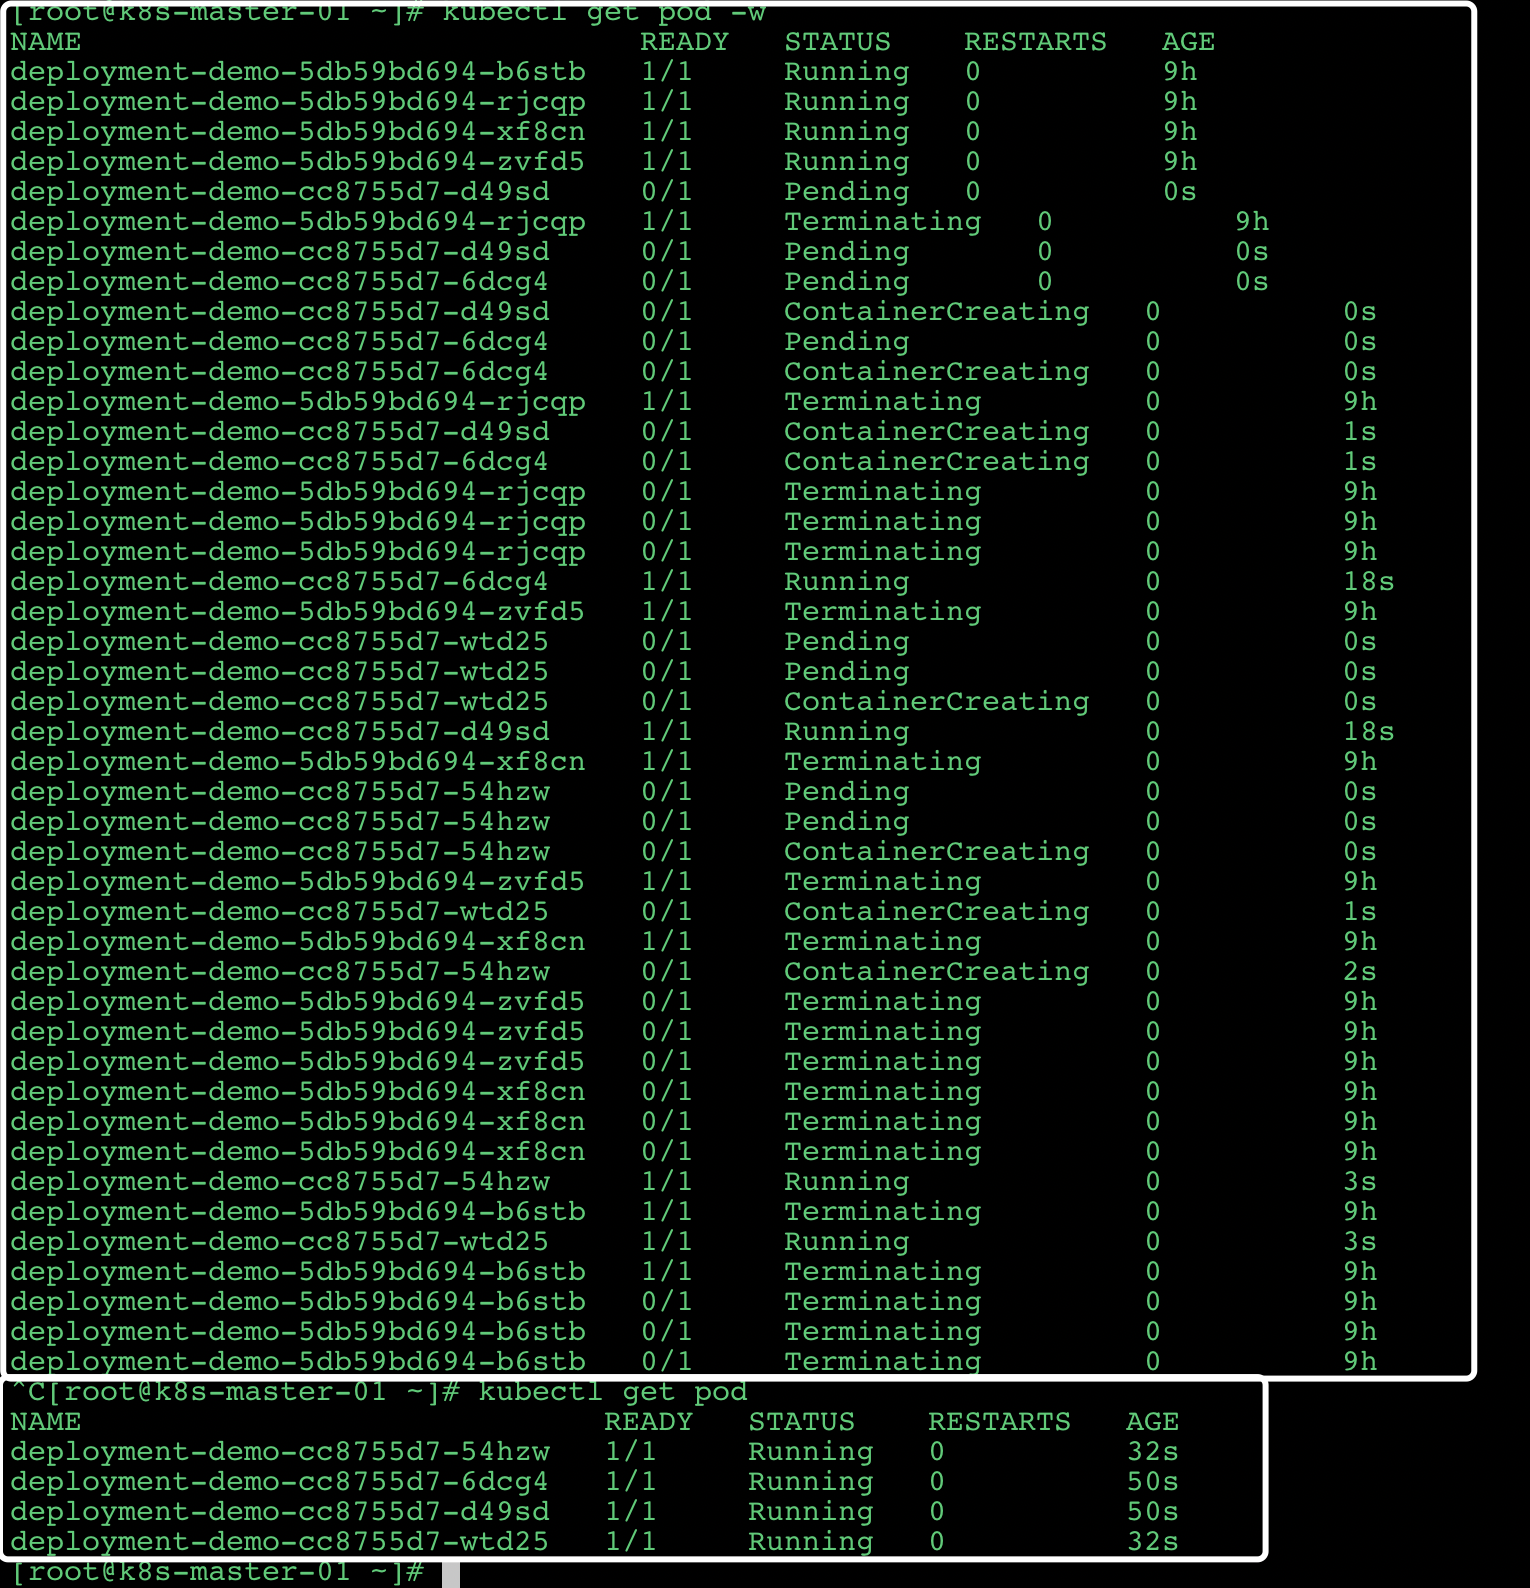 [root@k8s-master-01 ~]# kubectl get pod -w
NAME READY STATUS RESTARTS AGE
deployment-demo-5db59bd694-b6stb 1/1 Running 0 9h
deployment-demo-5db59bd694-rjcqp 1/1 Running 0 9h
deployment-demo-5db59bd694-xf8cn 1/1 Running 0 9h
deployment-demo-5db59bd694-zvfd5 1/1 Running 0 9h
deployment-demo-cc8755d7-d49sd 0/1 Pending 0 0s
deployment-demo-5db59bd694-rjcqp 1/1 Terminating 0 9h
deployment-demo-cc8755d7-d49sd 0/1 Pending 0 0s
deployment-demo-cc8755d7-6dcg4 0/1 Pending 0 0s
deployment-demo-cc8755d7-d49sd 0/1 ContainerCreating 0 0s
deployment-demo-cc8755d7-6dcg4 0/1 Pending 0 0s
deployment-demo-cc8755d7-6dcg4 0/1 ContainerCreating 0 0s
deployment-demo-5db59bd694-rjcqp 1/1 Terminating 0 9h
deployment-demo-cc8755d7-d49sd 0/1 ContainerCreating 0 1s
deployment-demo-cc8755d7-6dcg4 0/1 ContainerCreating 0 1s
deployment-demo-5db59bd694-rjcqp 0/1 Terminating 0 9h
deployment-demo-5db59bd694-rjcqp 0/1 Terminating 0 9h
deployment-demo-5db59bd694-rjcqp 0/1 Terminating 0 9h
deployment-demo-cc8755d7-6dcg4 1/1 Running 0 18s
deployment-demo-5db59bd694-zvfd5 1/1 Terminating 0 9h
deployment-demo-cc8755d7-wtd25 0/1 Pending 0 0s
deployment-demo-cc8755d7-wtd25 0/1 Pending 0 0s
deployment-demo-cc8755d7-wtd25 0/1 ContainerCreating 0 0s
deployment-demo-cc8755d7-d49sd 1/1 Running 0 18s
deployment-demo-5db59bd694-xf8cn 1/1 Terminating 0 9h
deployment-demo-cc8755d7-54hzw 0/1 Pending 0 0s
deployment-demo-cc8755d7-54hzw 0/1 Pending 0 0s
deployment-demo-cc8755d7-54hzw 0/1 ContainerCreating 0 0s
deployment-demo-5db59bd694-zvfd5 1/1 Terminating 0 9h
deployment-demo-cc8755d7-wtd25 0/1 ContainerCreating 0 1s
deployment-demo-5db59bd694-xf8cn 1/1 Terminating 0 9h
deployment-demo-cc8755d7-54hzw 0/1 ContainerCreating 0 2s
deployment-demo-5db59bd694-zvfd5 0/1 Terminating 0 9h
deployment-demo-5db59bd694-zvfd5 0/1 Terminating 0 9h
deployment-demo-5db59bd694-zvfd5 0/1 Terminating 0 9h
deployment-demo-5db59bd694-xf8cn 0/1 Terminating 0 9h
deployment-demo-5db59bd694-xf8cn 0/1 Terminating 0 9h
deployment-demo-5db59bd694-xf8cn 0/1 Terminating 0 9h
deployment-demo-cc8755d7-54hzw 1/1 Running 0 3s
deployment-demo-5db59bd694-b6stb 1/1 Terminating 0 9h
deployment-demo-cc8755d7-wtd25 1/1 Running 0 3s
deployment-demo-5db59bd694-b6stb 1/1 Terminating 0 9h
deployment-demo-5db59bd694-b6stb 0/1 Terminating 0 9h
deployment-demo-5db59bd694-b6stb 0/1 Terminating 0 9h
deployment-demo-5db59bd694-b6stb 0/1 Terminating 0 9h
^C[root@k8s-master-01 ~]# kubectl get pod
NAME READY STATUS RESTARTS AGE
deployment-demo-cc8755d7-54hzw 1/1 Running 0 32s
deployment-demo-cc8755d7-6dcg4 1/1 Running 0 50s
deployment-demo-cc8755d7-d49sd 1/1 Running 0 50s
deployment-demo-cc8755d7-wtd25 1/1 Running 0 32s
[root@k8s-master-01 ~]#